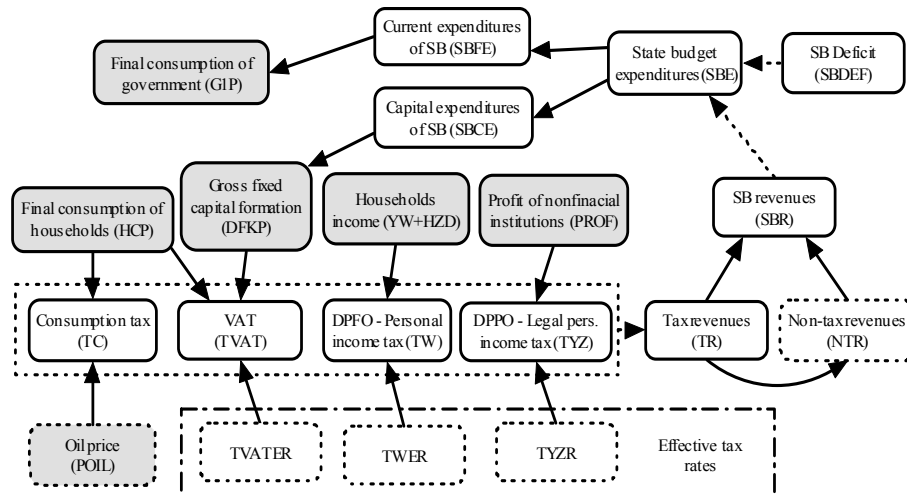 Current expenditures
of SB (SBFE)
Final consumption of
government (GIP)
State budget
expenditures (SBE)
SB Deficit
(SBDEF)
Capital expenditures
of SB (SBCE)
Gross fixed
capital formation
(DFKP)
Households
income (YW+HZD)
Profit of nonfinacial
institutions (PROF)
Final consumption of
households (HCP)
SB revenues
(SBR)
Consumption tax
(TC)
VAT
(TVAT)
DPFO - Personal
income tax (TW)
DPPO - Legal pers.
income tax (TYZ)
Tax revenues
(TR)
Non-tax revenues
(NTR)
Oil price
(POIL)
TVATER
TWER
TYZR
Effective tax
rates